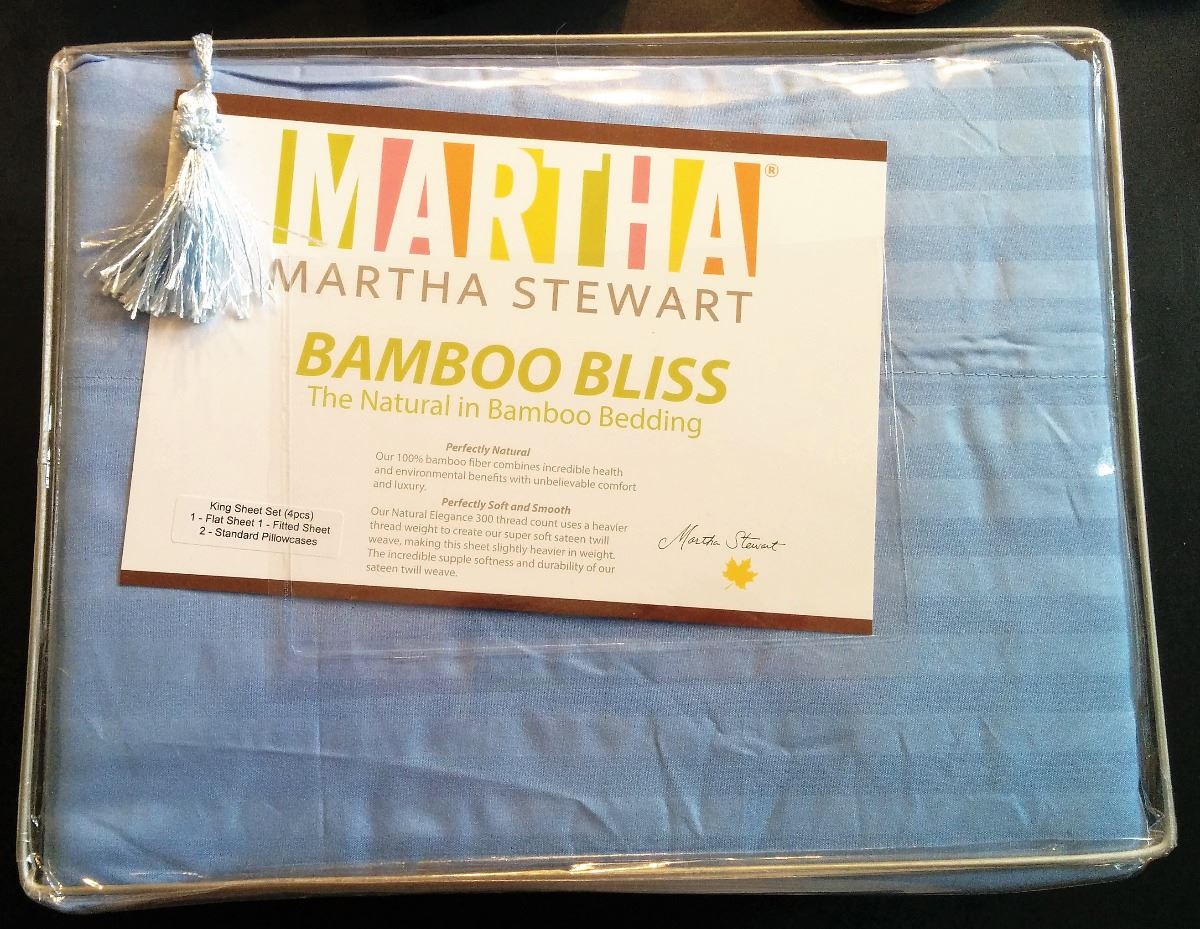 MARTHA®
MARTHA STEWART
BAMBOO BLISS
The Natural in Bamboo Bedding
Perfectly Natural
Our 100% bamboo fiber combines incredible health
and environmental benefits with unbelievable comfort
and luxury.
Perfectly Soft and Smooth
Our Natural Elegance 300 thread count uses a heavier
thread weight to create our super soft sateen twill
weave, making this sheet slightly heavier in weight.
The incredible supple softness and durability of our
sateen twill weave.
King Sheet Set (4pcs)
1 - Flat Sheet 1 - Fitted Sheet
2 - Standard Pillowcases
Martha Stewart